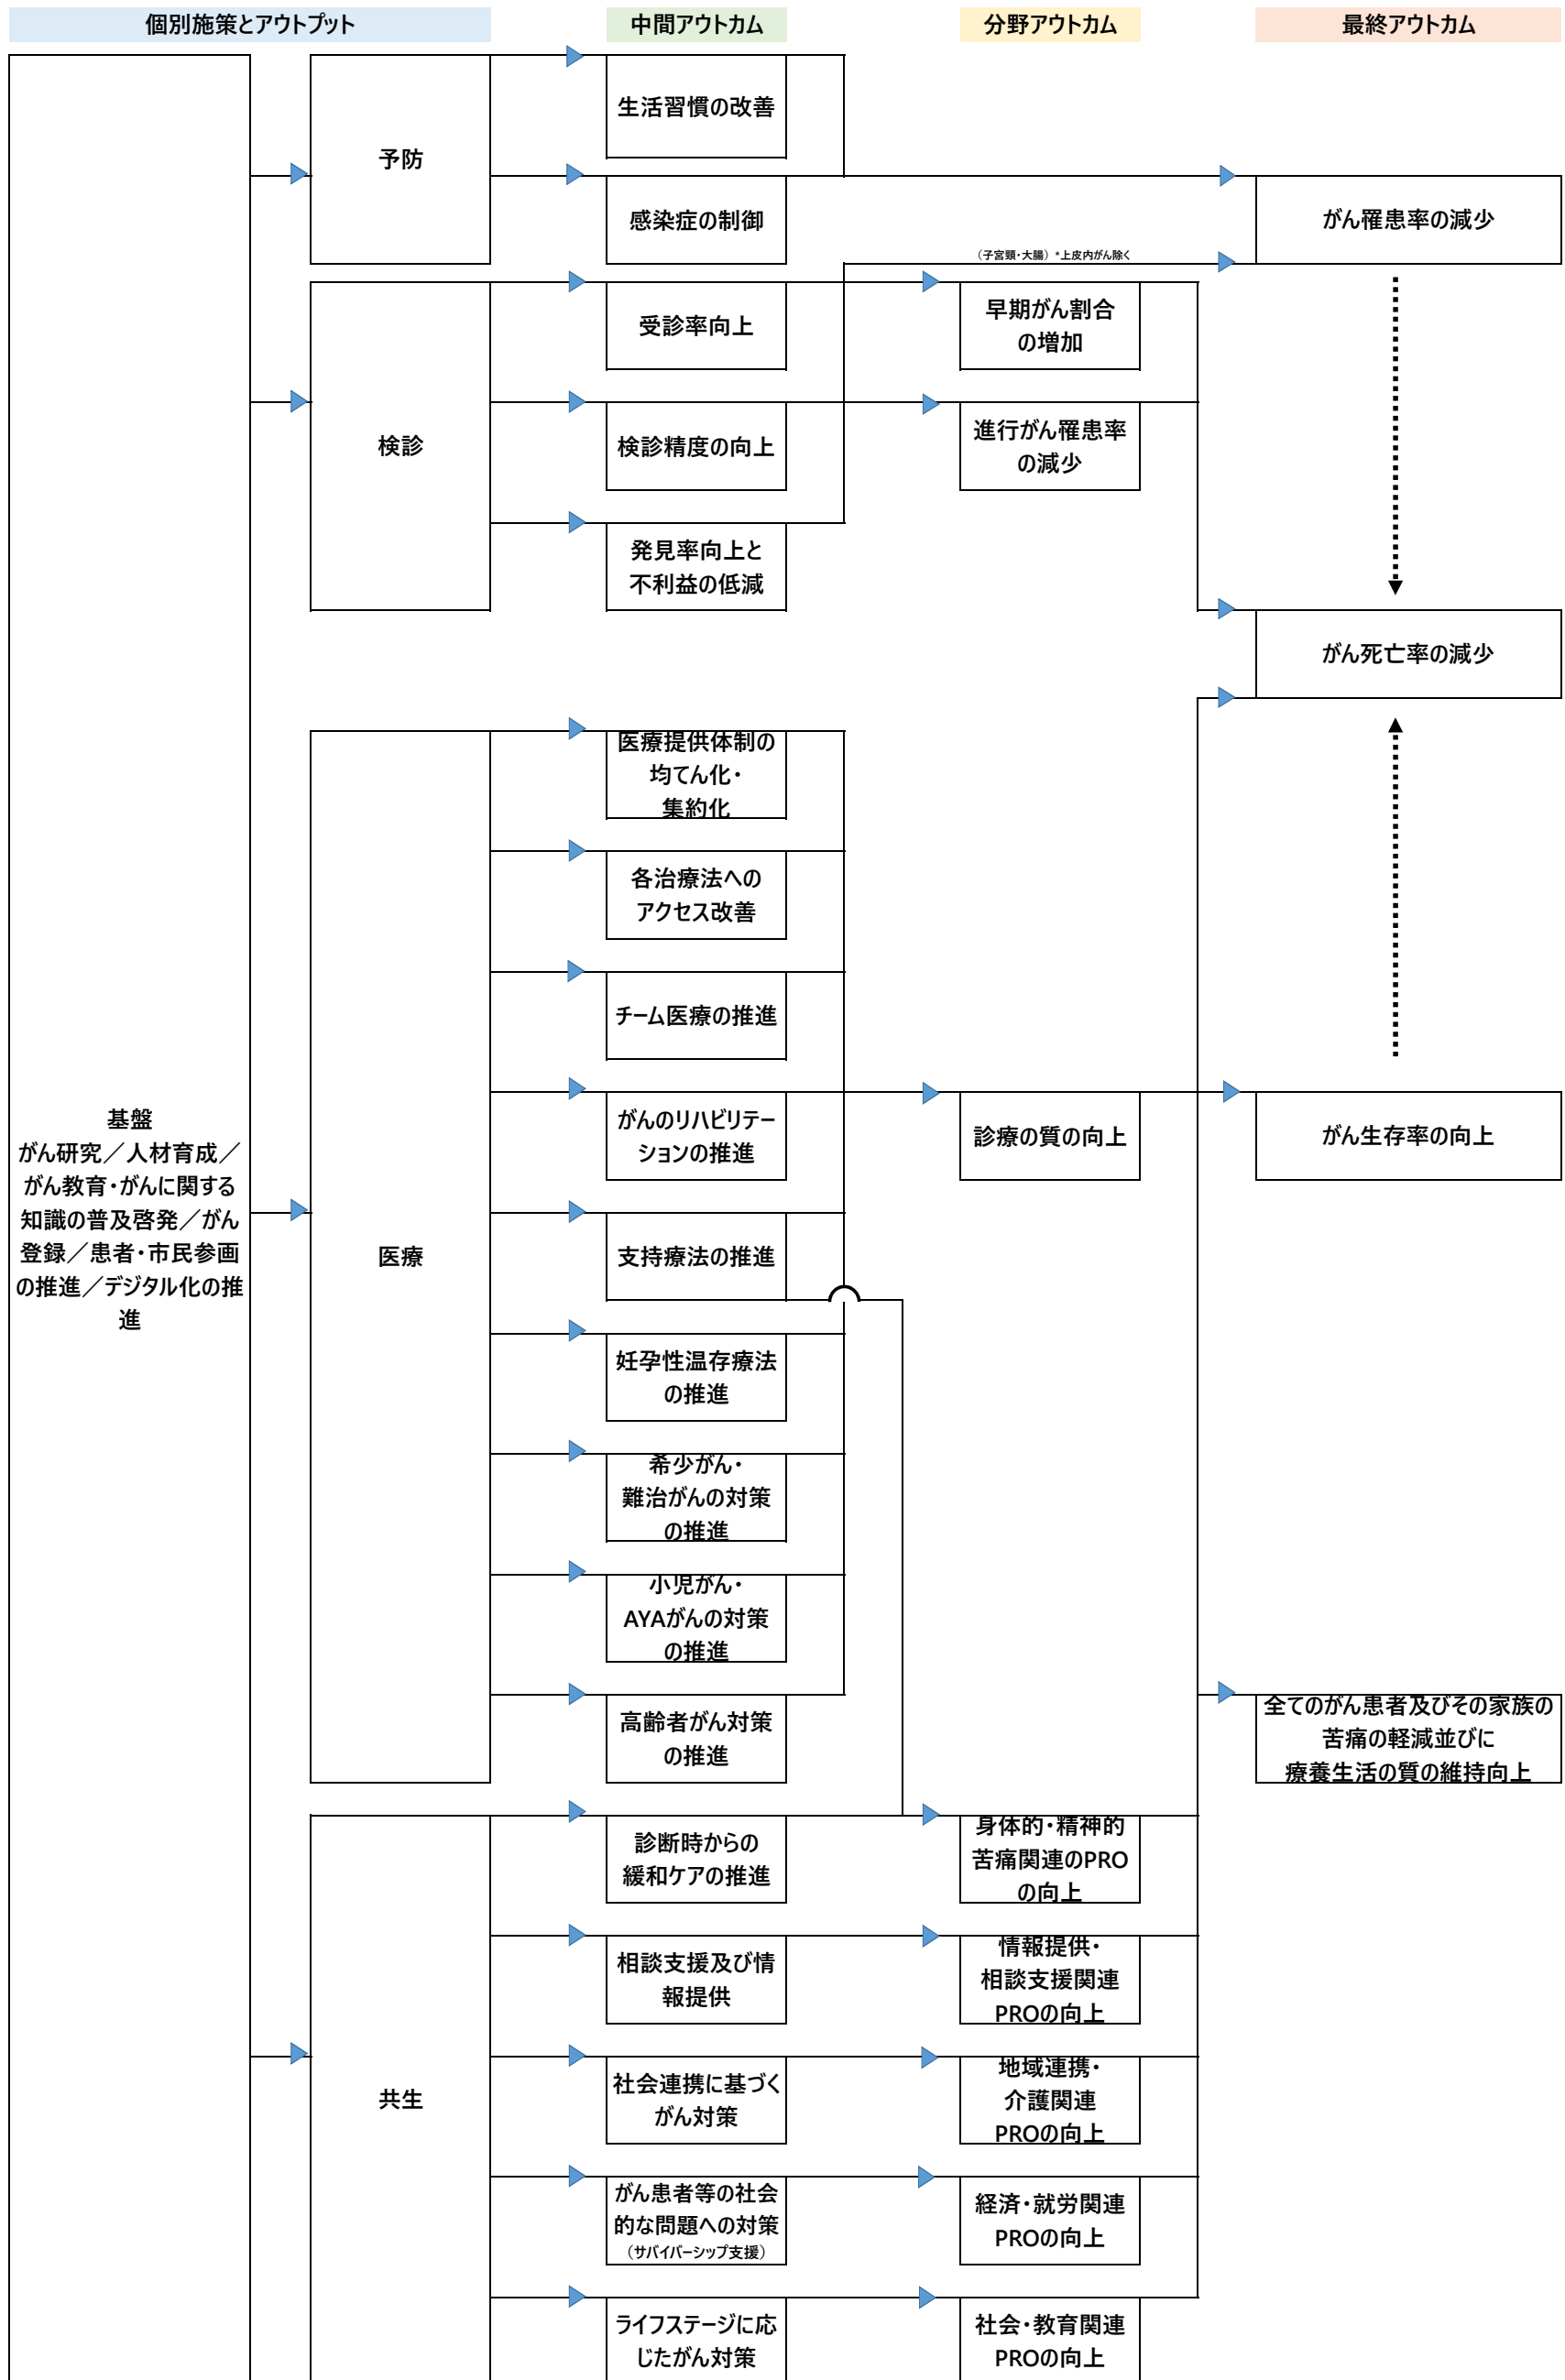 個別施策とアウトプット
中間アウトカム
分野アウトカム
最終アウトカム
基盤
がん研究／人材育成／
がん教育・がんに関する
知識の普及啓発／がん
登録／患者・市民参画
の推進／デジタル化の推
進
予防
生活習慣の改善
感染症の制御
がん罹患率の減少
（子宮頸・大腸）*上皮内がん除く
検診
受診率向上
早期がん割合
の増加
検診精度の向上
進行がん罹患率
の減少
発見率向上と
不利益の低減
がん死亡率の減少
医療
医療提供体制の
均てん化・
集約化
各治療法への
アクセス改善
チーム医療の推進
がんのリハビリテー
ションの推進
診療の質の向上
がん生存率の向上
支持療法の推進
妊孕性温存療法
の推進
希少がん・
難治がんの対策
の推進
小児がん・
AYAがんの対策
の推進
高齢者がん対策
の推進
全てのがん患者及びその家族の
苦痛の軽減並びに
療養生活の質の維持向上
共生
診断時からの
緩和ケアの推進
身体的・精神的
苦痛関連のPRO
の向上
相談支援及び情
報提供
情報提供・
相談支援関連
PROの向上
社会連携に基づく
がん対策
地域連携・
介護関連
PROの向上
がん患者等の社会
的な問題への対策
（サバイバーシップ支援）
経済・就労関連
PROの向上
ライフステージに応
じたがん対策
社会・教育関連
PROの向上